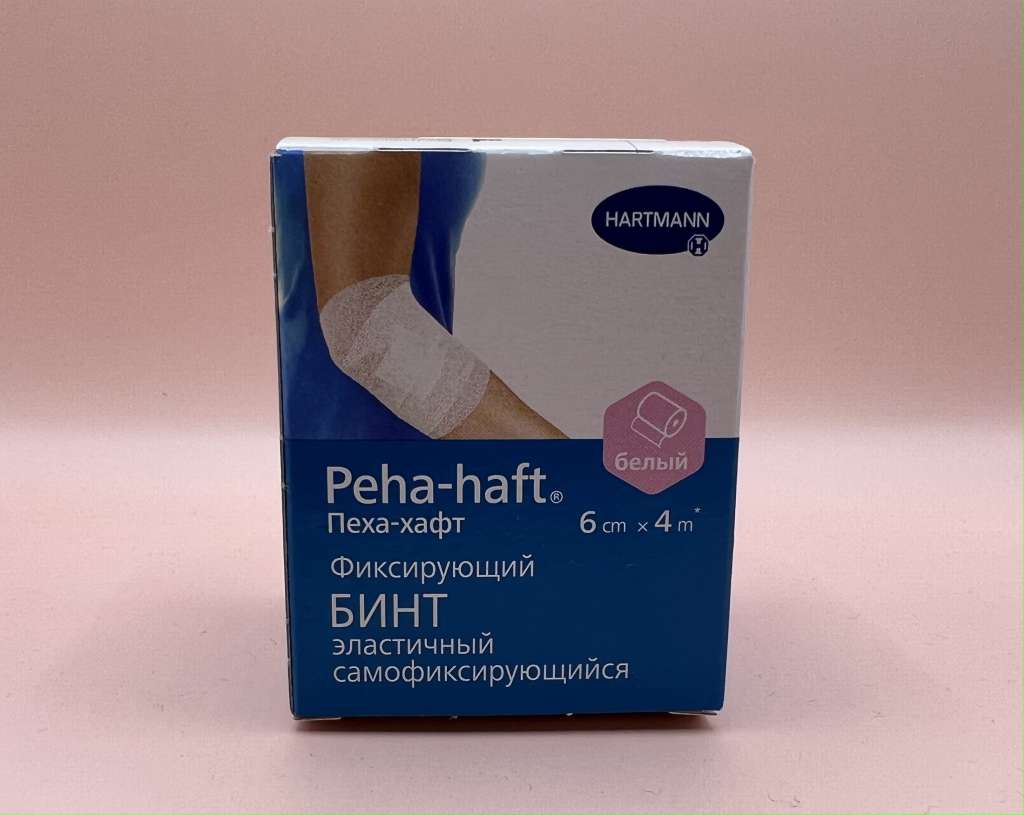 HARTMANN
белый
Peha-haft®
Пеха-хафт
6 cm x 4 m*
Фиксирующий
БИНТ
эластичный
самофиксирующийся